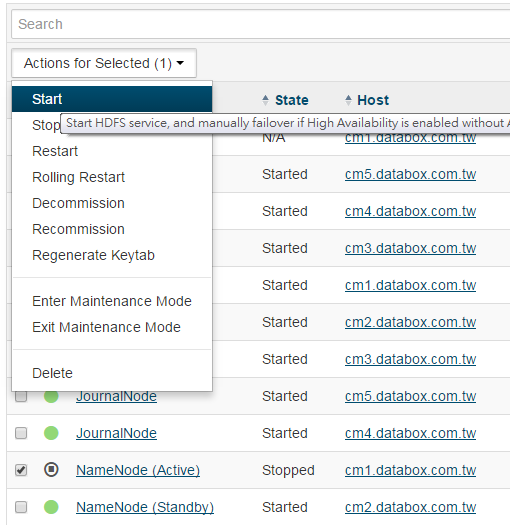 Search
Actions for Selected (1)
State Host
Start
Start HDFS service, and manually failover if High Availability is enabled without A
Stop
N/A cm1.databox.com.tw
Restart
Rolling Restart Started cm5.databox.com.tw
Decommission Started cm4.databox.com.tw
Recommission
Regenerate Keytab Started cm3.databox.com.tw
Started cm1.databox.com.tw
Enter Maintenance Mode
Exit Maintenance Mode Started cm2.databox.com.tw
Started cm3.databox.com.tw
Delete
JournalNode Started cm5.databox.com.tw
JournalNode Started cm4.databox.com.tw
NameNode (Active) Stopped cm1.databox.com.tw
NameNode (Standby) Started cm2.databox.com.tw